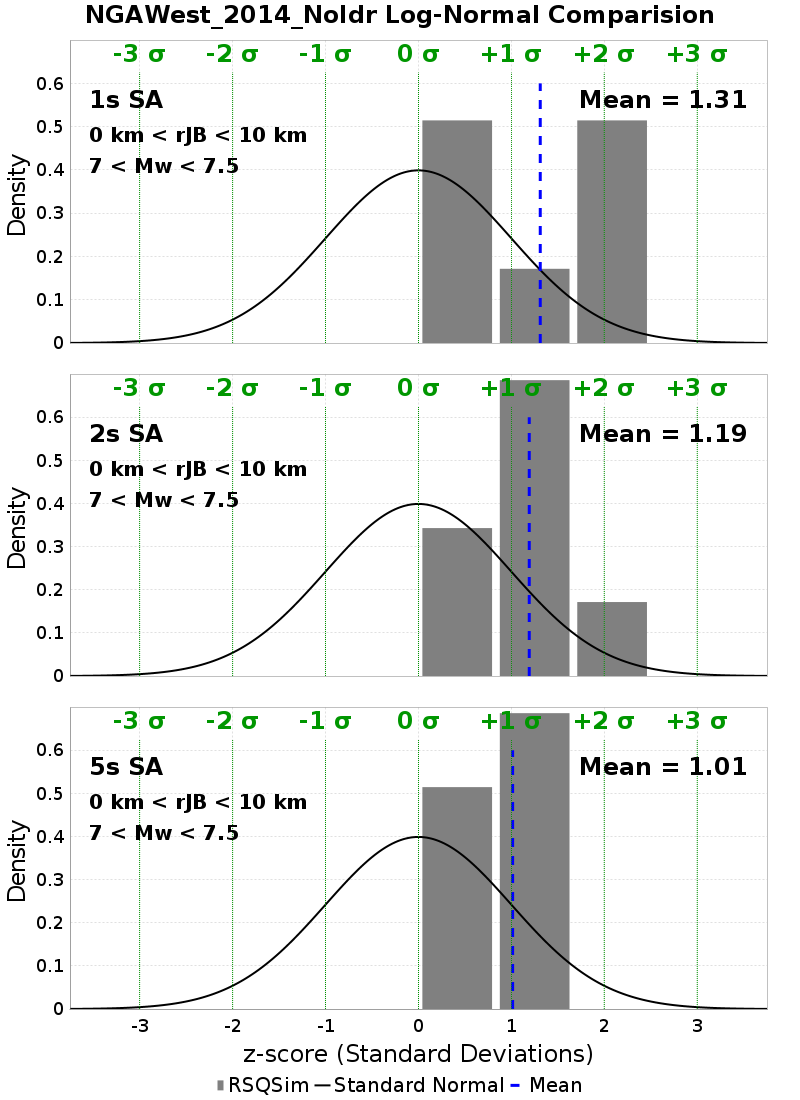 NGAWest_2014_NoIdr Log-Normal Comparision
-3 σ -2 σ -1 σ 0 σ +1 σ +2 σ +3 σ
1s SA
Mean = 1.31
0 km < rJB < 10 km
7 < Mw < 7.5
Density
0.6
0.5
0.4
0.3
0.2
0.1
0
-3 σ -2 σ -1 σ 0 σ +1 σ +2 σ +3 σ
2s SA
Mean = 1.19
0 km < rJB < 10 km
7 < Mw < 7.5
Density
0.6
0.5
0.4
0.3
0.2
0.1
0
-3 σ -2 σ -1 σ 0 σ +1 σ +2 σ +3 σ
5s SA
Mean = 1.01
0 km < rJB < 10 km
7 < Mw < 7.5
Density
0.6
0.5
0.4
0.3
0.2
0.1
0
-3 -2 -1 0 1 2 3
z-score (Standard Deviations)
RSQSim Standard Normal Mean